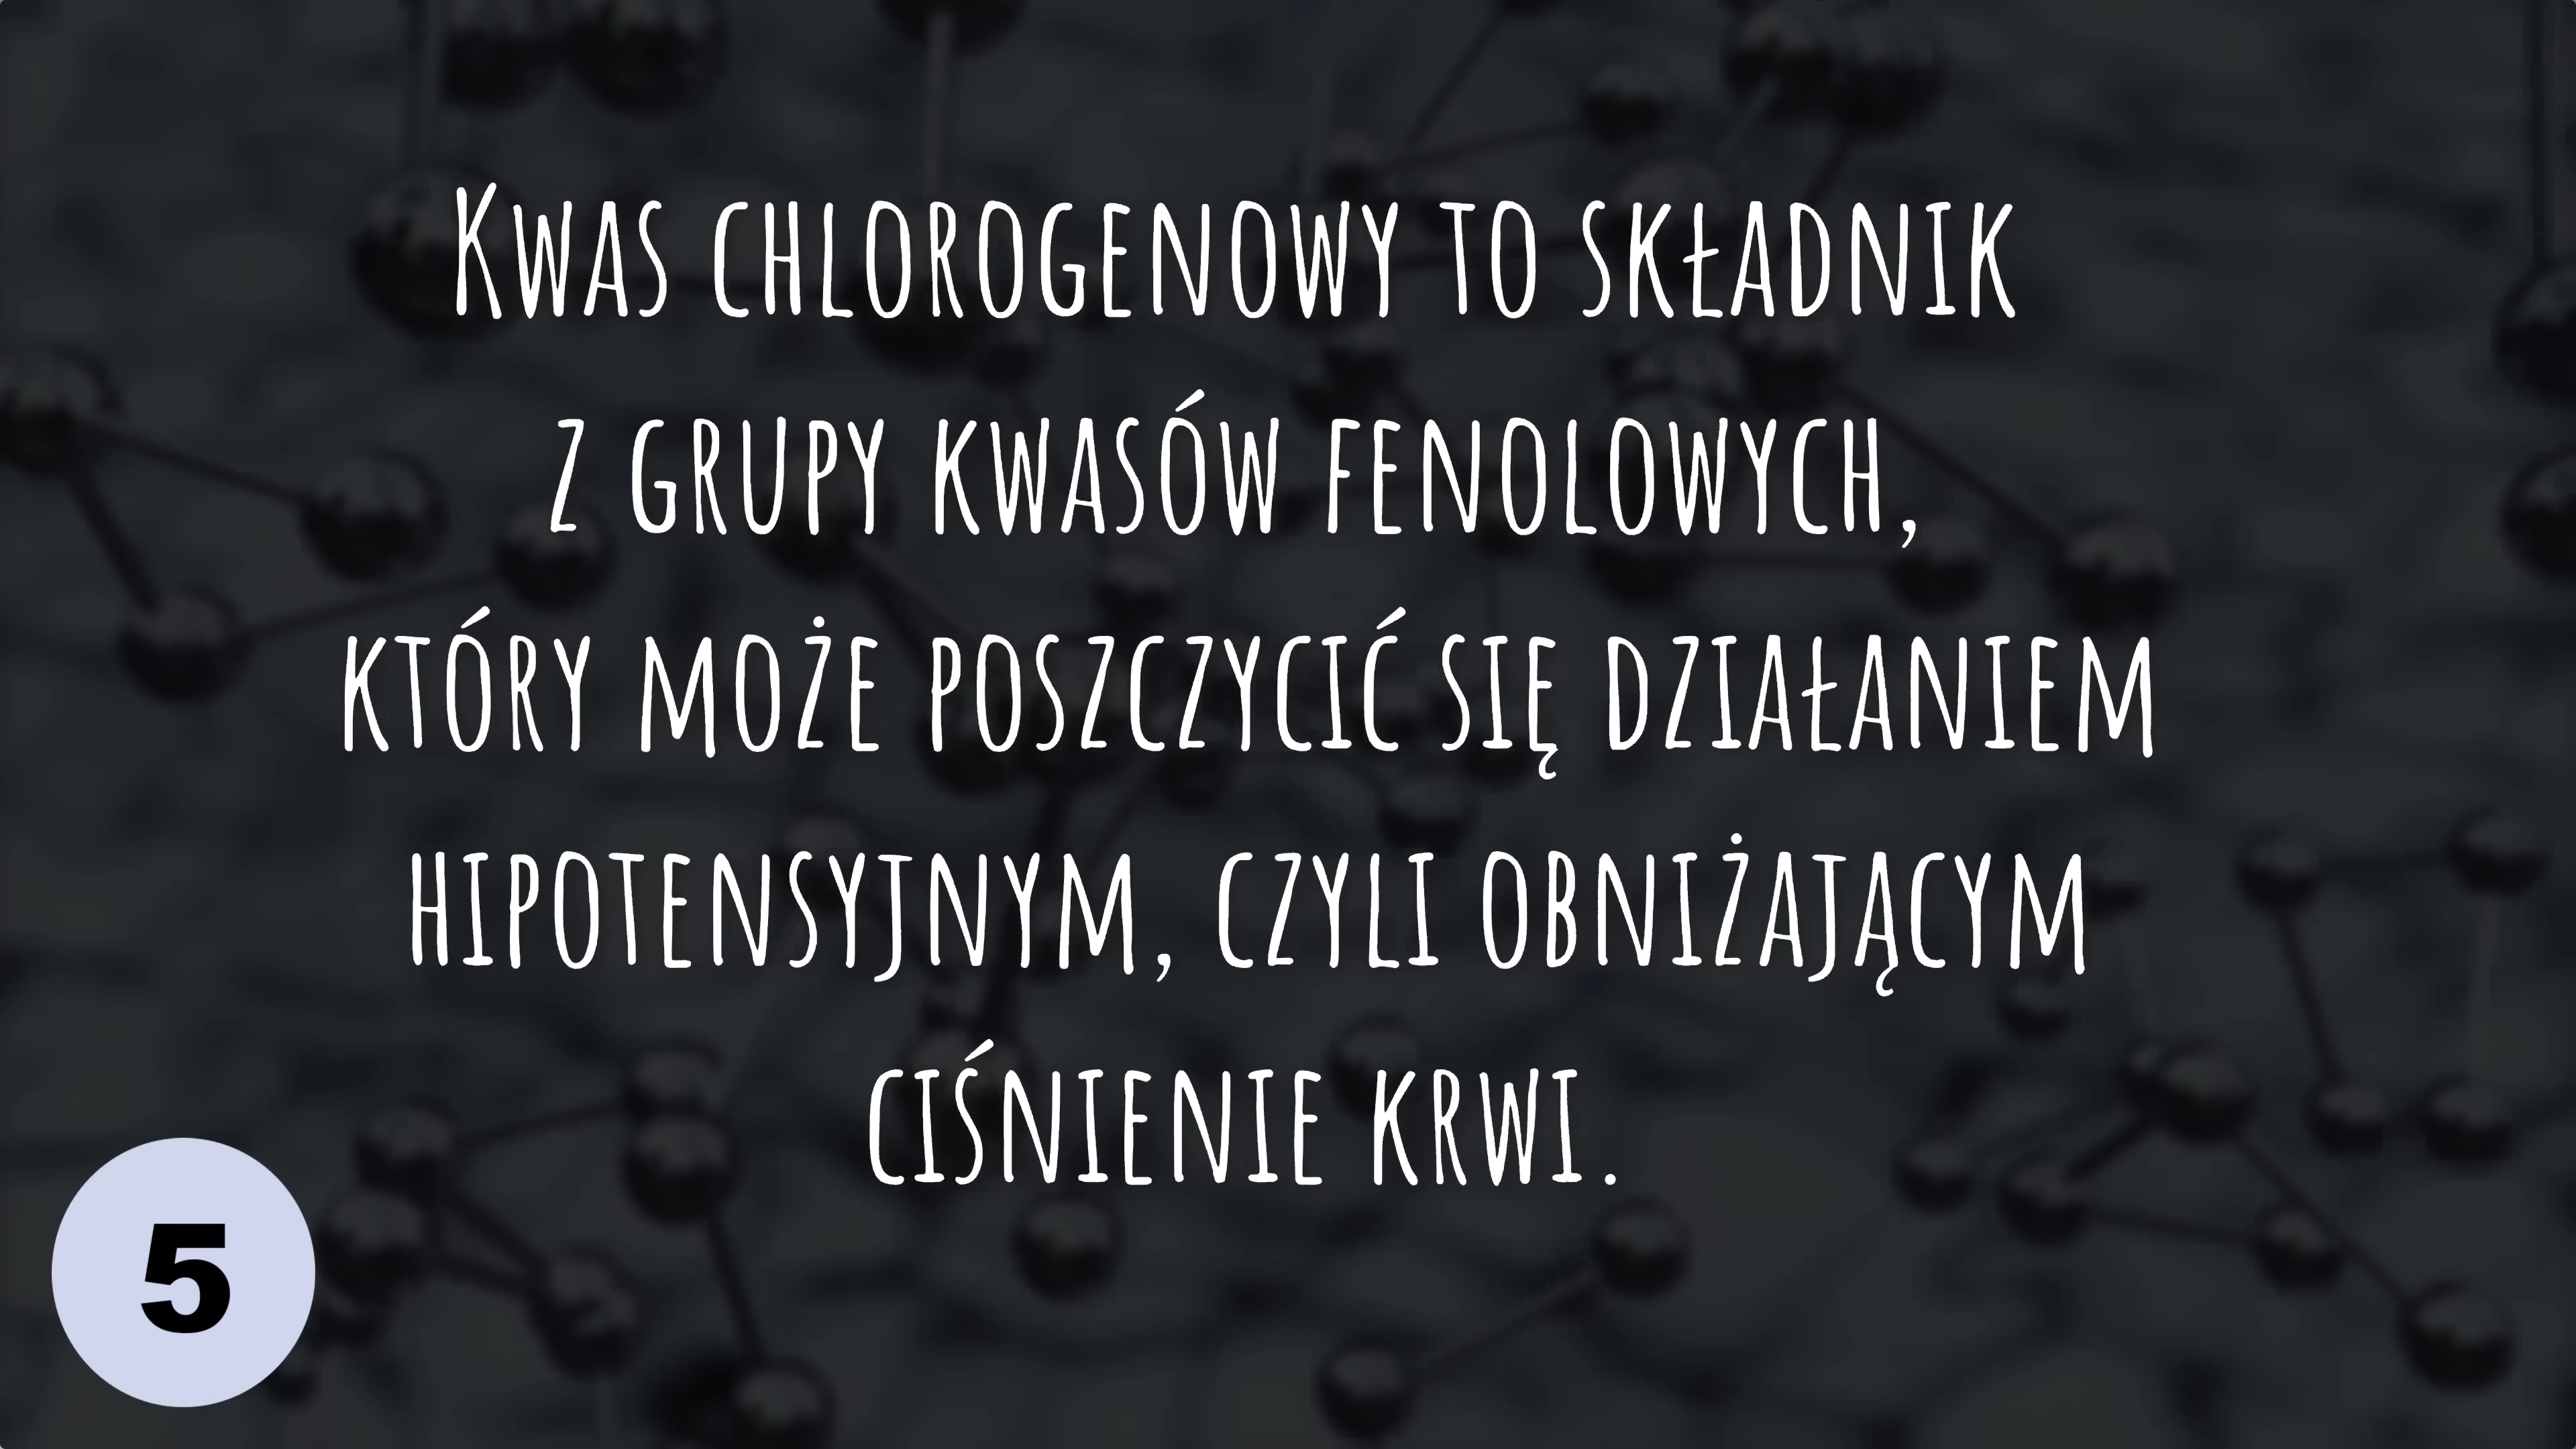 Kwas chlorogenowy to składnik
z grupy kwasów fenolowych,
który może poszczycić się działaniem
hipotensyjnym, czyli obniżającym
ciśnienie krwi.
5